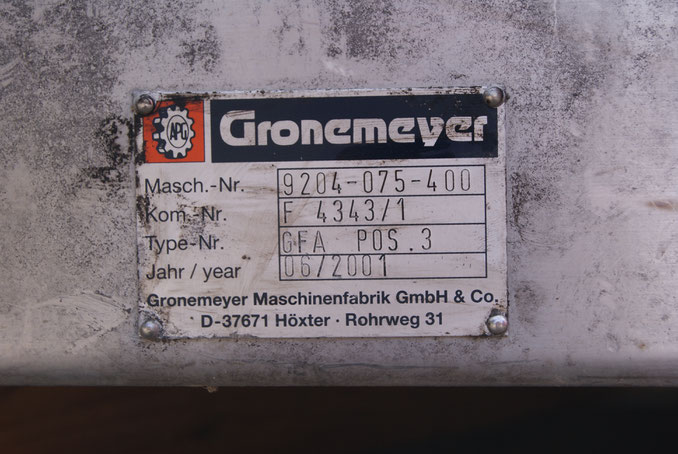 APG Gronemeyer
Masch.-Nr. 9204-075-400
Kom.-Nr. F 4343/1
Type-Nr. GFA POS.3
Jahr / year 06/2001
Gronemeyer Maschinenfabrik GmbH & Co.
D-37671 Höxter · Rohrweg 31